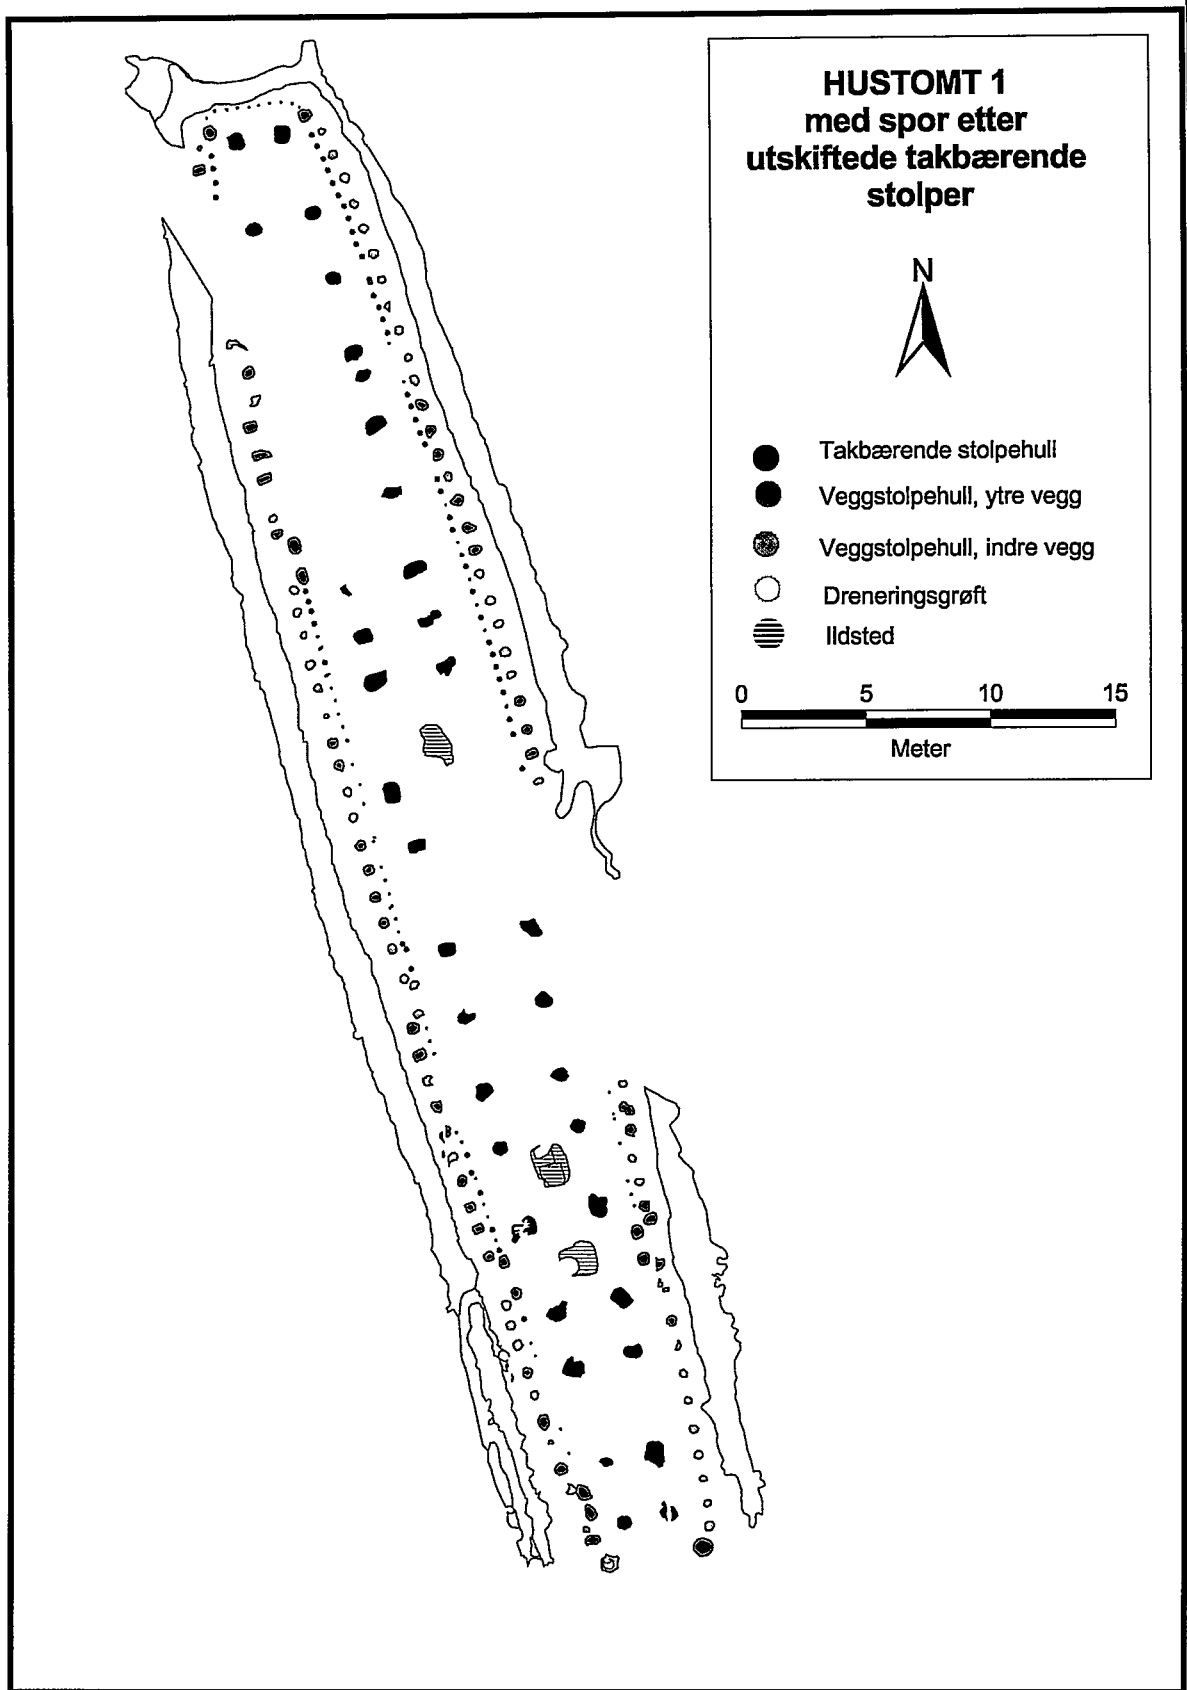 HUSTOMT 1
med spor etter
utskiftede takbærende
stolper
N
Takbærende stolpehull
Veggstolpehull, ytre vegg
Veggstolpehull, indre vegg
Dreneringsgrøft
Ildsted
0 5 10 15
Meter